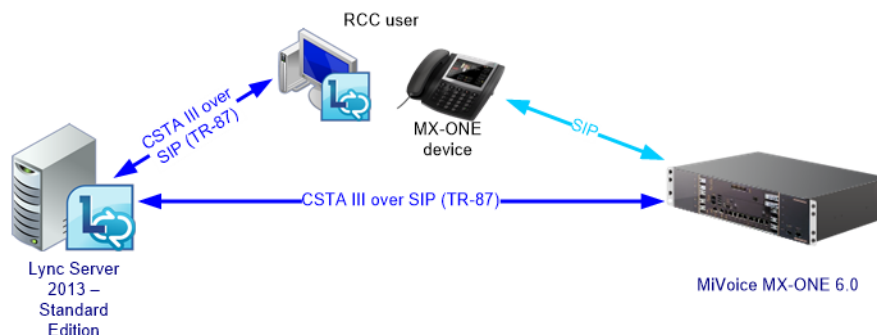 RCC user
CSTA III over
SIP (TR-87)
MX-ONE
device
SIP
CSTA III over SIP (TR-87)
Lync Server
2013 –
Standard
Edition
MiVoice MX-ONE 6.0